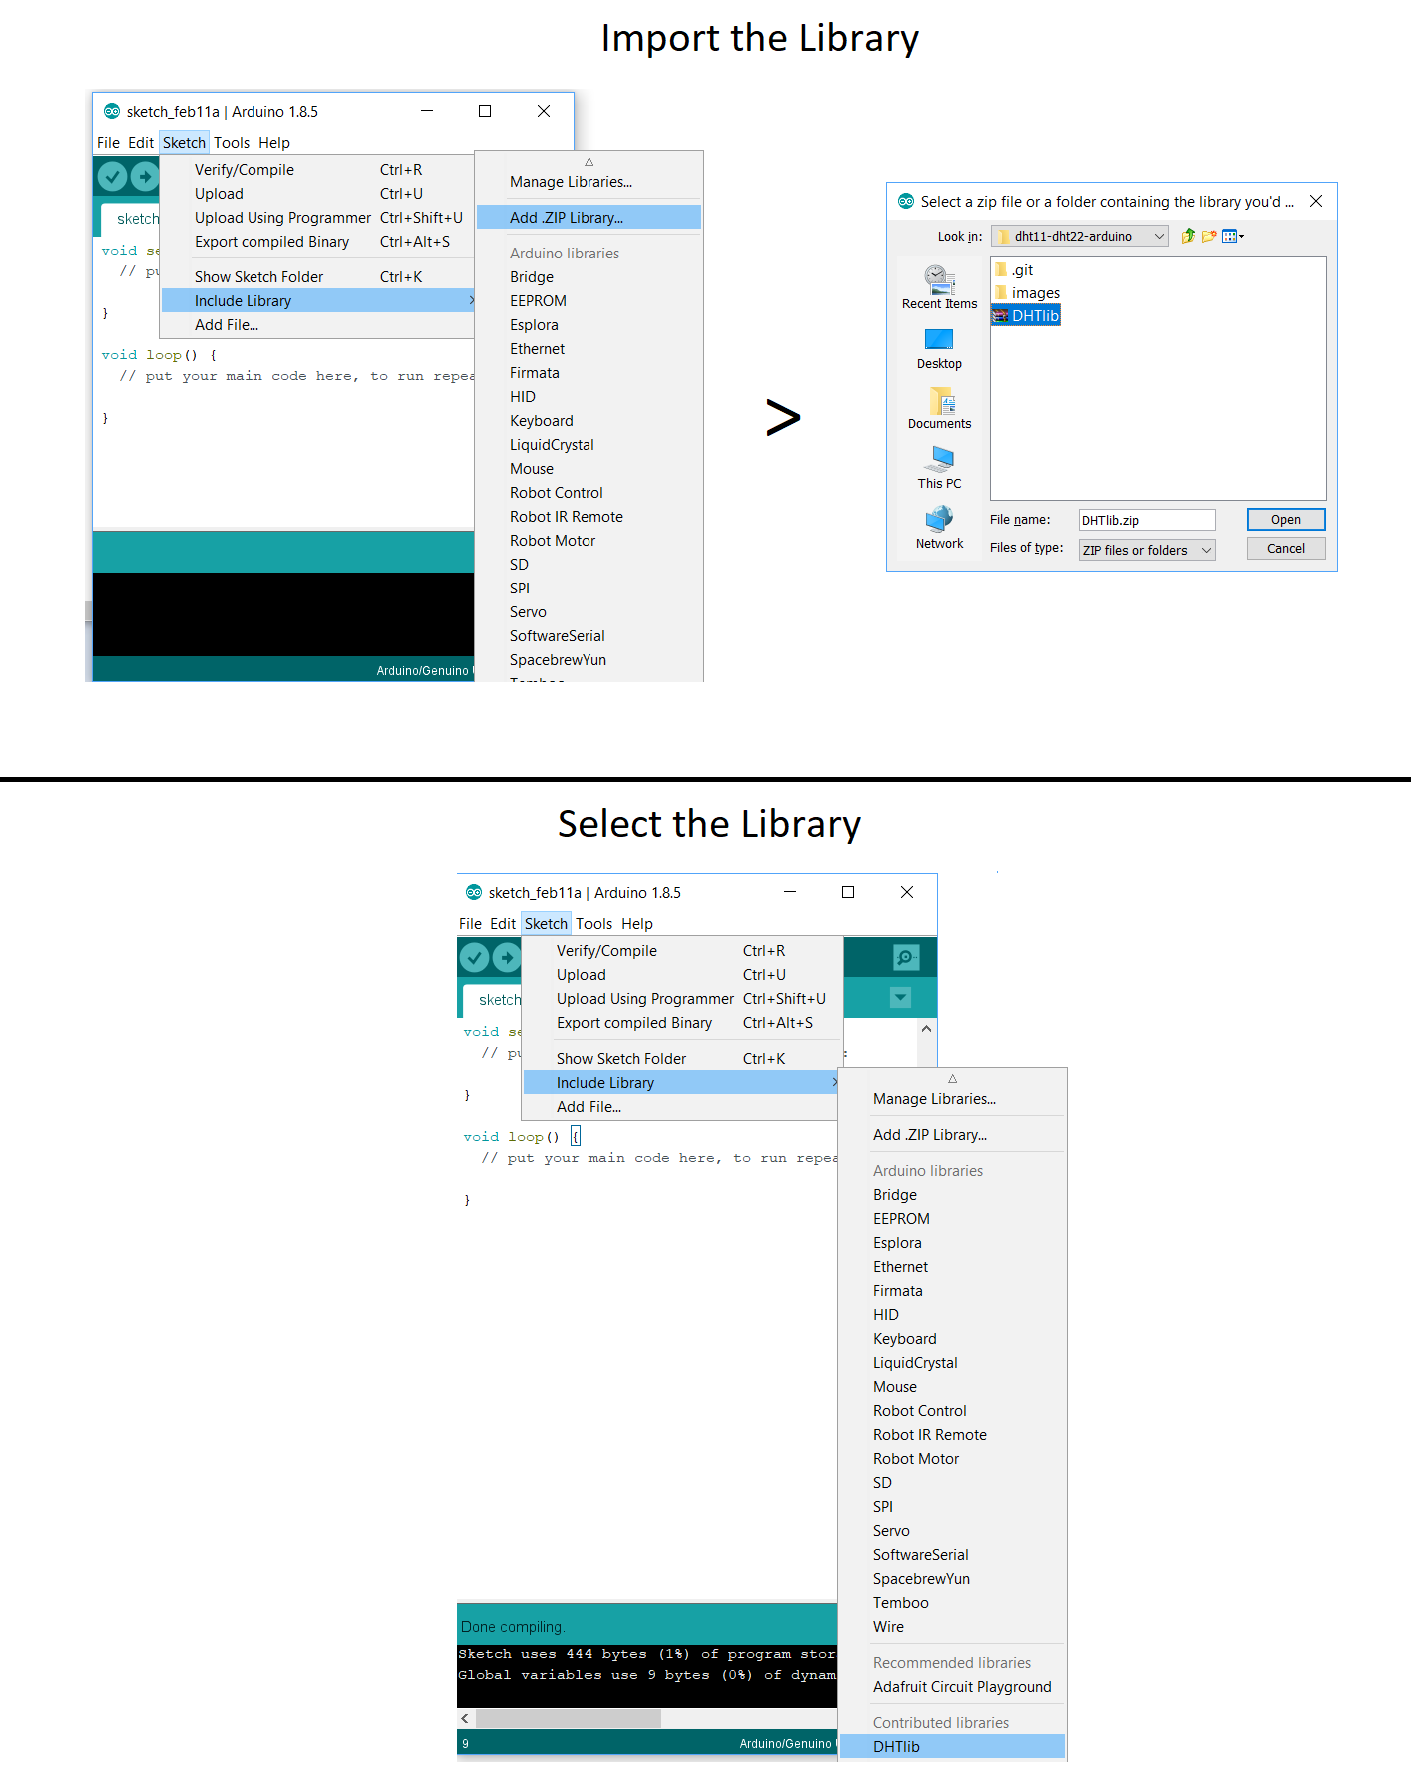 Import the Library
sketch_feb11a | Arduino 1.8.5
File Edit Sketch Tools Help
Verify/Compile Ctrl+R
Upload Ctrl+U
Upload Using Programmer Ctrl+Shift+U
Export compiled Binary Ctrl+Alt+S
Show Sketch Folder Ctrl+K
Include Library
Add File...
sketch
void se
// pu
}
void loop() {
// put your main code here, to run repea
}
Arduino/Genuino
Manage Libraries...
Add .ZIP Library...
Arduino libraries
Bridge
EEPROM
Esplora
Ethernet
Firmata
HID
Keyboard
LiquidCrystal
Mouse
Robot Control
Robot IR Remote
Robot Motor
SD
SPI
Servo
SoftwareSerial
SpacebrewYun
>
Select a zip file or a folder containing the library you'd ...
Look in: dht11-dht22-arduino
Recent Items
Desktop
Documents
This PC
Network
.git
images
DHTlib
File name: DHTlib.zip Open
Files of type: ZIP files or folders Cancel
Select the Library
sketch_feb11a | Arduino 1.8.5
File Edit Sketch Tools Help
Verify/Compile Ctrl+R
Upload Ctrl+U
Upload Using Programmer Ctrl+Shift+U
Export compiled Binary Ctrl+Alt+S
Show Sketch Folder Ctrl+K
Include Library
Add File...
sketch
void se
// pu
}
void loop() {
// put your main code here, to run repea
}
Manage Libraries...
Add .ZIP Library...
Arduino libraries
Bridge
EEPROM
Esplora
Ethernet
Firmata
HID
Keyboard
LiquidCrystal
Mouse
Robot Control
Robot IR Remote
Robot Motor
SD
SPI
Servo
SoftwareSerial
SpacebrewYun
Temboo
Wire
Recommended libraries
Adafruit Circuit Playground
Contributed libraries
DHTlib
Done compiling.
Sketch uses 444 bytes (1%) of program stor
Global variables use 9 bytes (0%) of dynam
9 Arduino/Genuino